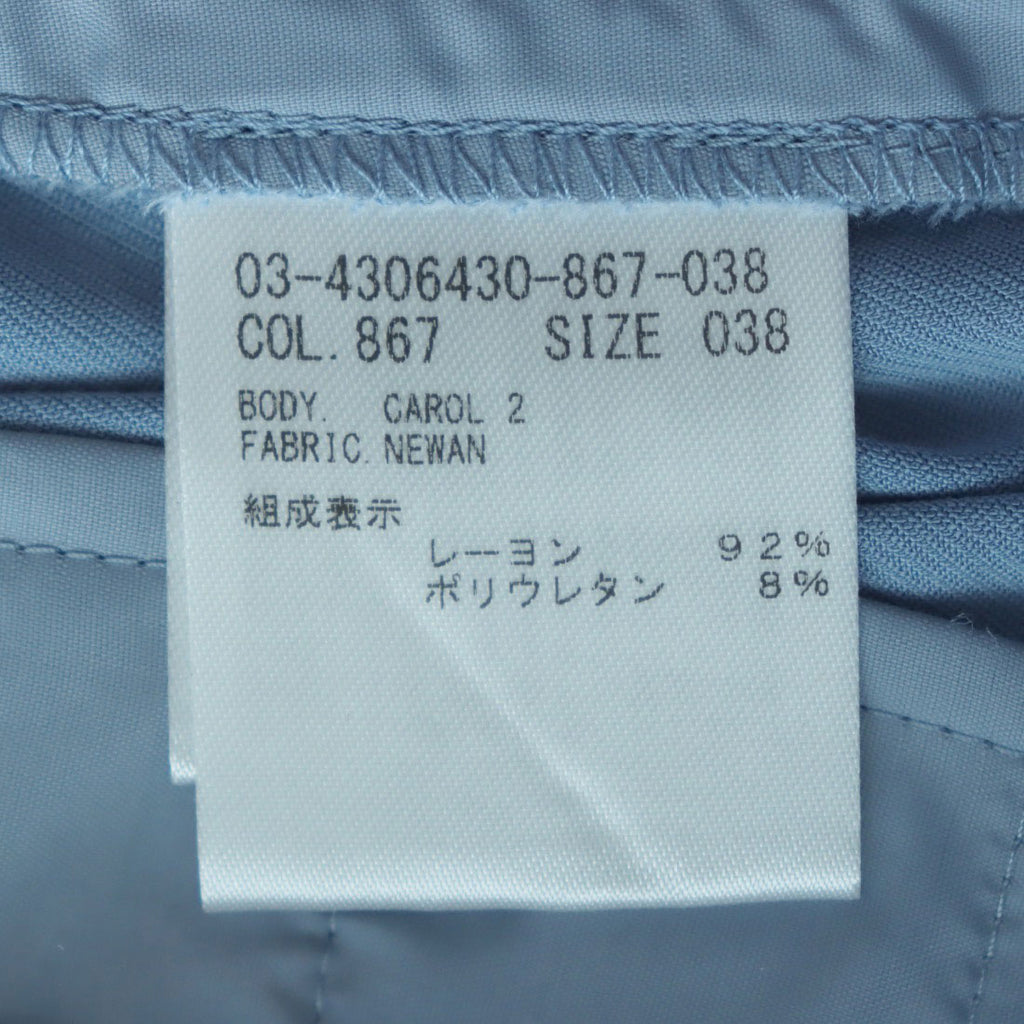 03-4306430-867-038
COL. 867 SIZE 038
BODY. CAROL 2
FABRIC. NEWAN
組成表示
レーヨン 92%
ポリウレタン 8%